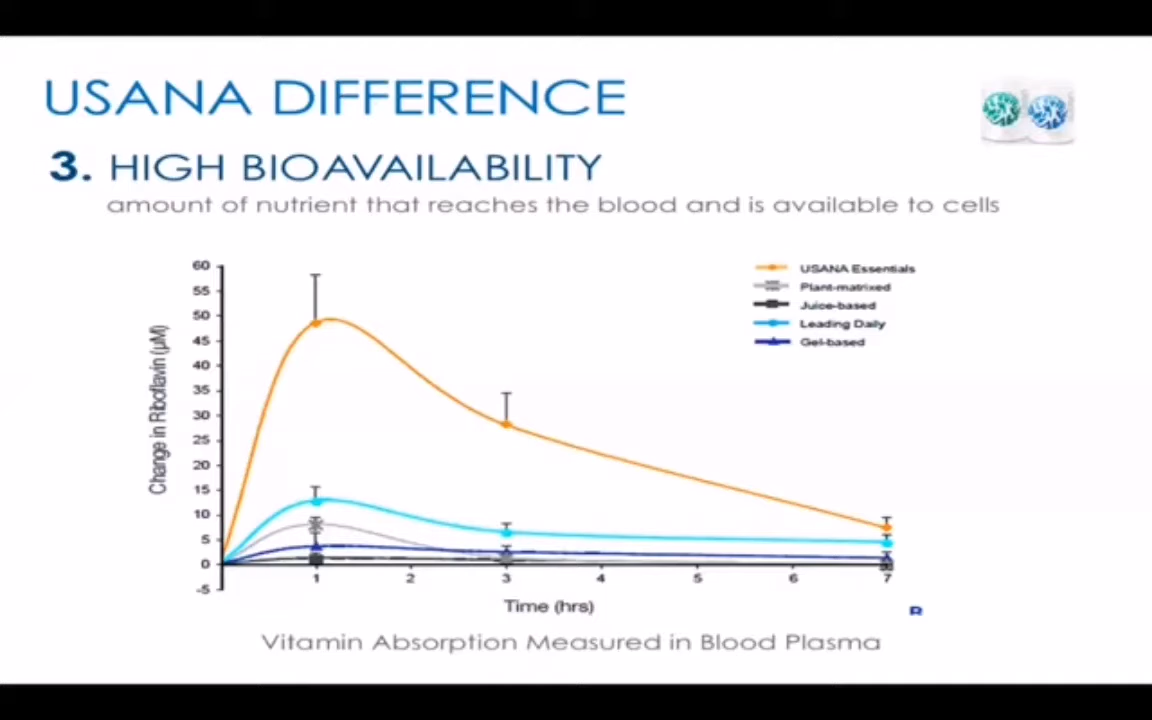 USANA DIFFERENCE
3. HIGH BIOAVAILABILITY
amount of nutrient that reaches the blood and is available to cells
USANA Essentials
Plant-matrixed
Juice-based
Leading Daily
Gel-based
Change in Riboflavin (μM)
60
55
50
45
40
35
30
25
20
15
10
5
0
-5
1 2 3 4 5 6 7
Time (hrs)
Vitamin Absorption Measured in Blood Plasma